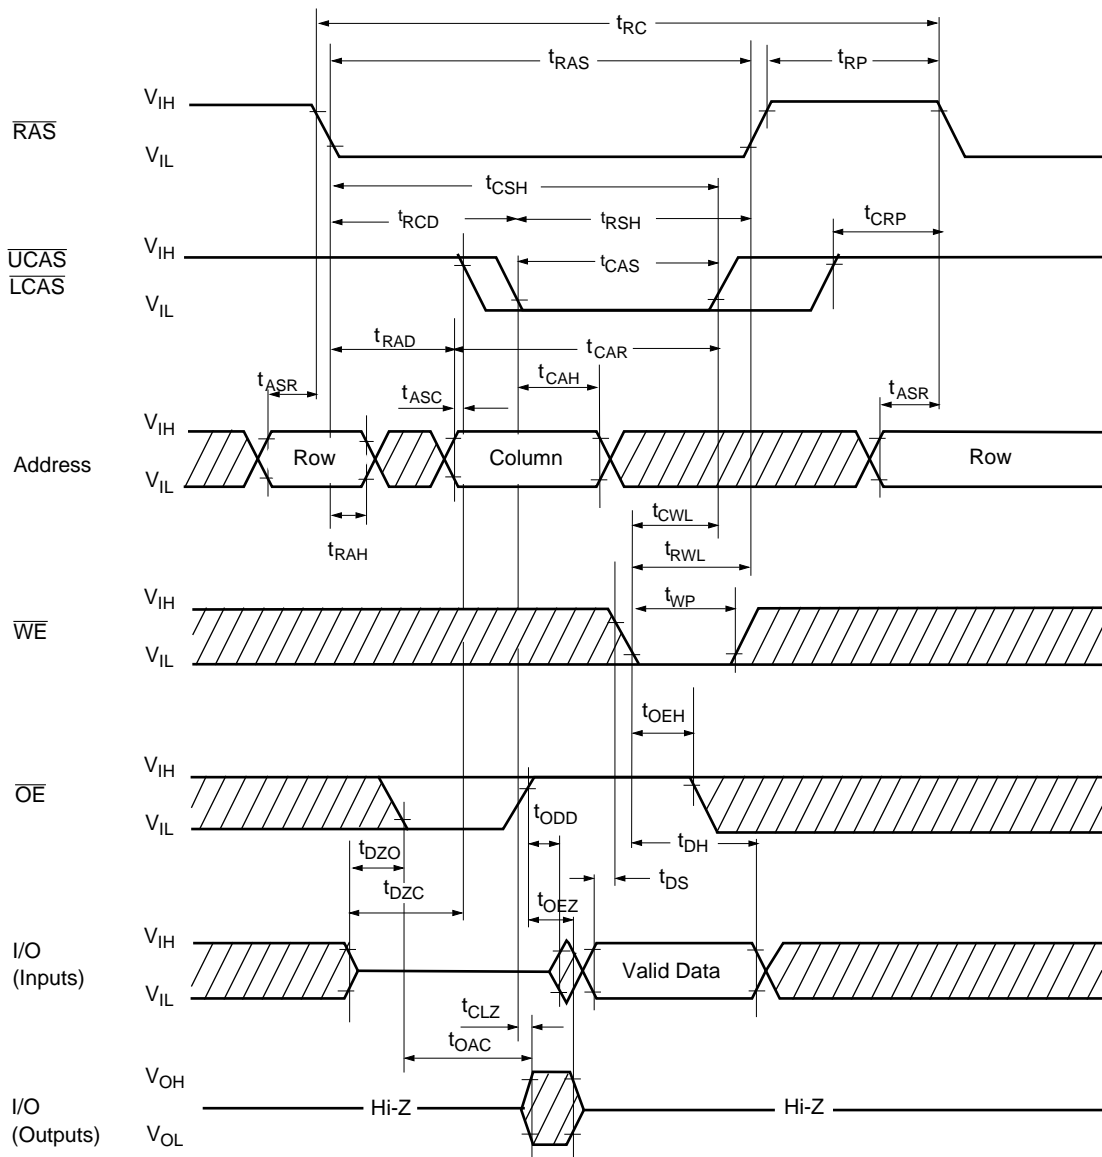 tRC
tRAS tRP
VIH
RAS
VIL
tCSH
tRCD tRSH tCRP
VIH
UCAS
LCAS
tCAS
VIL
tRAD tCAR
tASR tASC tCAH tASR
VIH
Address Row Column Row
VIL
tCWL
tRAH tRWL
VIH tWP
WE
VIL
tOEH
VIH
OE
VIL
tODD
tDZO tDH
tDZC tDS
tOEZ
VIH
I/O
(Inputs) Valid Data
VIL
tCLZ
tOAC
VOH
I/O Hi-Z Hi-Z
(Outputs)
VOL